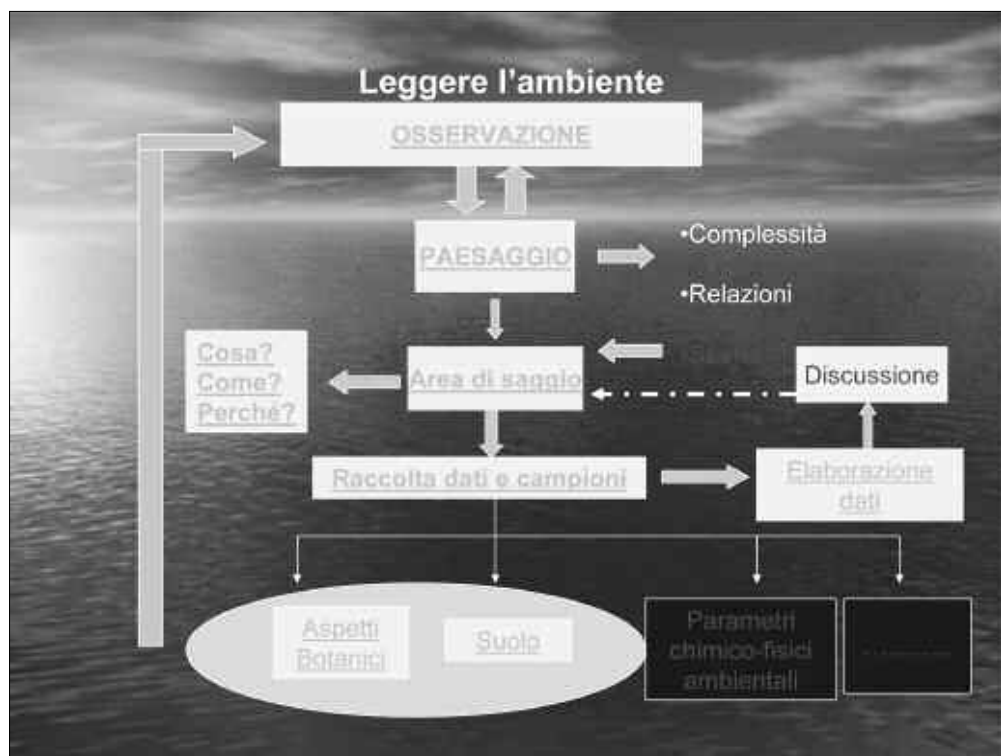 Leggere l'ambiente
OSSERVAZIONE
PAESAGGIO
•Complessità
•Relazioni
Cosa?
Come?
Perché?
Area di saggio
Discussione
Raccolta dati e campioni
Elaborazione
dati
Aspetti
Botanici
Suolo
Parametri
chimico-fisici
ambientali
............